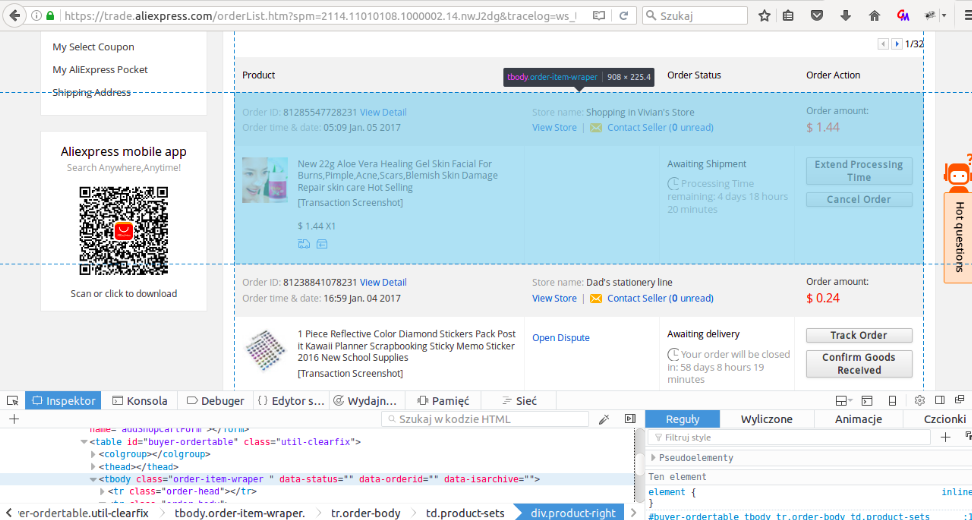 https://trade.aliexpress.com/orderList.htm?spm=2114.11010108.1000002.14.nwJ2dg&tracelog=ws_
Szukaj
My Select Coupon
My AliExpress Pocket
Shipping Address
1/32
Product
tbody.order-item-wraper | 908 × 225.4
Order Status
Order Action
Order ID: 81285547728231 View Detail
Store name: Shopping in Vivian's Store
Order amount:
Order time & date: 05:09 Jan. 05 2017
View Store | Contact Seller (0 unread)
$ 1.44
Aliexpress mobile app
Search Anywhere,Anytime!
Scan or click to download
New 22g Aloe Vera Healing Gel Skin Facial For
Burns,Pimple,Acne,Scars,Blemish Skin Damage
Repair skin care Hot Selling
[Transaction Screenshot]
$ 1.44 X1
Awaiting Shipment
Processing Time
remaining: 4 days 18 hours
20 minutes
Extend Processing
Time
Cancel Order
Hot questions
Order ID: 81238841078231 View Detail
Store name: Dad's stationery line
Order amount:
Order time & date: 16:59 Jan. 04 2017
View Store | Contact Seller (0 unread)
$ 0.24
1 Piece Reflective Color Diamond Stickers Pack Post
it Kawaii Planner Scrapbooking Sticky Memo Sticker
2016 New School Supplies
[Transaction Screenshot]
Open Dispute
Awaiting delivery
Your order will be closed
in: 58 days 8 hours 19
minutes
Track Order
Confirm Goods
Received
Inspektor
Konsola
Debuger
Edytor s...
Wydajn...
Pamięć
Sieć
Szukaj w kodzie HTML
Reguły
Wyliczone
Animacje
Czcionki
name="addShopCartForm"></form>
<table id="buyer-ordertable" class="util-clearfix">
<colgroup></colgroup>
<thead></thead>
<tbody class="order-item-wraper " data-status="" data-orderid="" data-isarchive="">
<tr class="order-head"></tr>
Filtruj style
Pseudoelementy
Ten element
element {
inline
}
#buyer-ordertable tbody tr.order-body td.product-sets
yer-ordertable.util-clearfix
tbody.order-item-wraper.
tr.order-body
td.product-sets
div.product-right